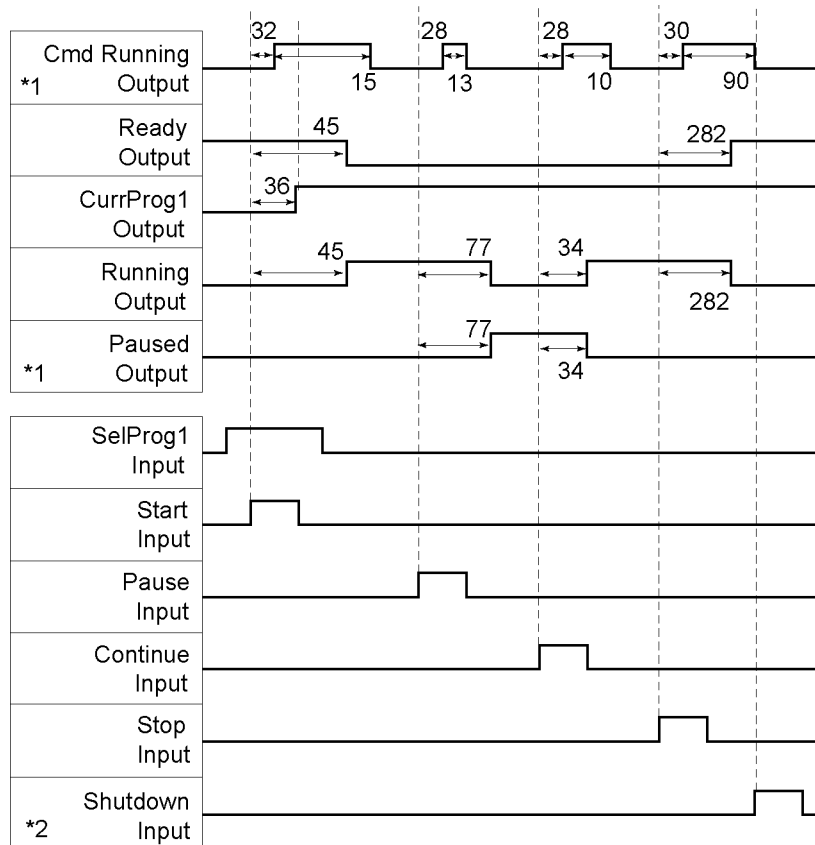 32 28 28 30
Cmd Running
*1 Output
15 13 10 90
Ready
Output
45 282
CurrProg1
Output
36
Running
Output
45 77 34
282
Paused
*1 Output
77
34
SelProg1
Input
Start
Input
Pause
Input
Continue
Input
Stop
Input
Shutdown
*2 Input